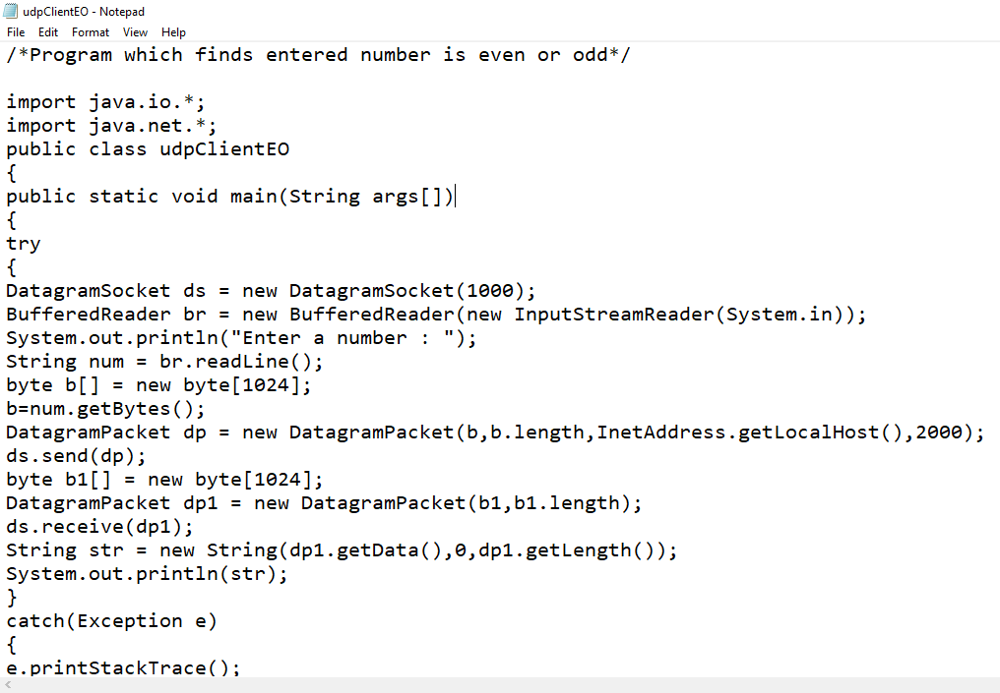 udpClientEO - Notepad
File Edit Format View Help
/*Program which finds entered number is even or odd*/
import java.io.*;
import java.net.*;
public class udpClientEO
{
public static void main(String args[])
{
try
{
DatagramSocket ds = new DatagramSocket(1000);
BufferedReader br = new BufferedReader(new InputStreamReader(System.in));
System.out.println("Enter a number : ");
String num = br.readLine();
byte b[] = new byte[1024];
b=num.getBytes();
DatagramPacket dp = new DatagramPacket(b,b.length,InetAddress.getLocalHost(),2000);
ds.send(dp);
byte b1[] = new byte[1024];
DatagramPacket dp1 = new DatagramPacket(b1,b1.length);
ds.receive(dp1);
String str = new String(dp1.getData(),0,dp1.getLength());
System.out.println(str);
}
catch(Exception e)
{
e.printStackTrace();